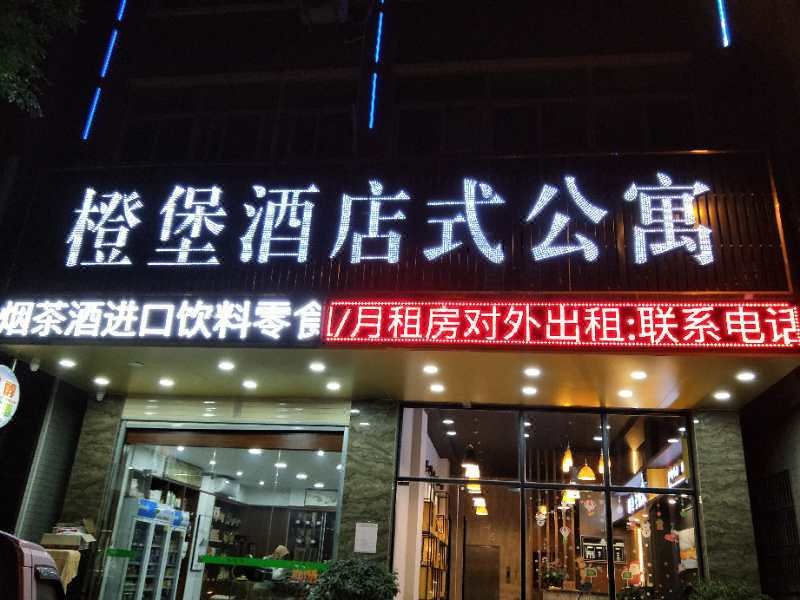 橙堡酒店式公寓
烟茶酒进口饮料零食
/月租房对外出租:联系电话